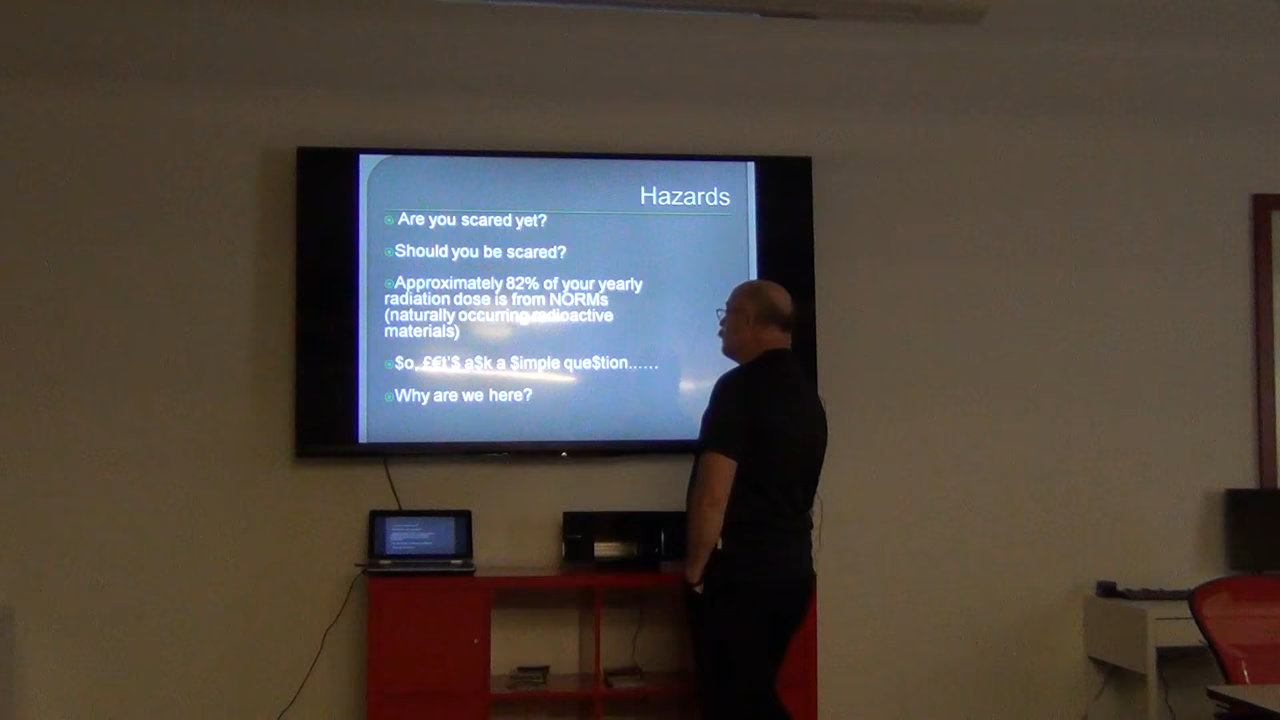 Hazards
Are you scared yet?
Should you be scared?
Approximately 82% of your yearly
radiation dose is from NORMs
(naturally occurring radioactive
materials)
$o, ££t'$ a$k a $imple que$tion……
Why are we here?